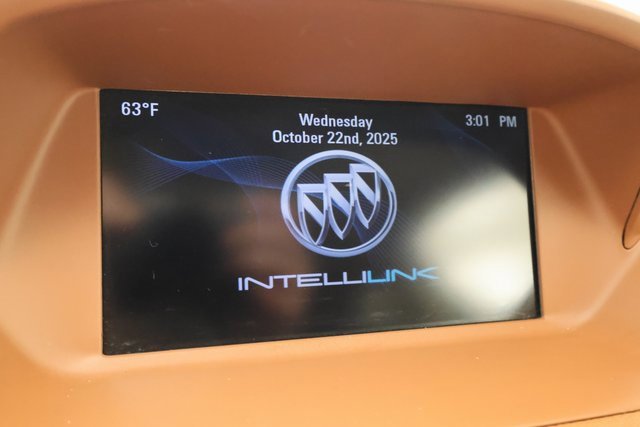 63°F
Wednesday
3:01 PM
October 22nd, 2025
INTELLILINK